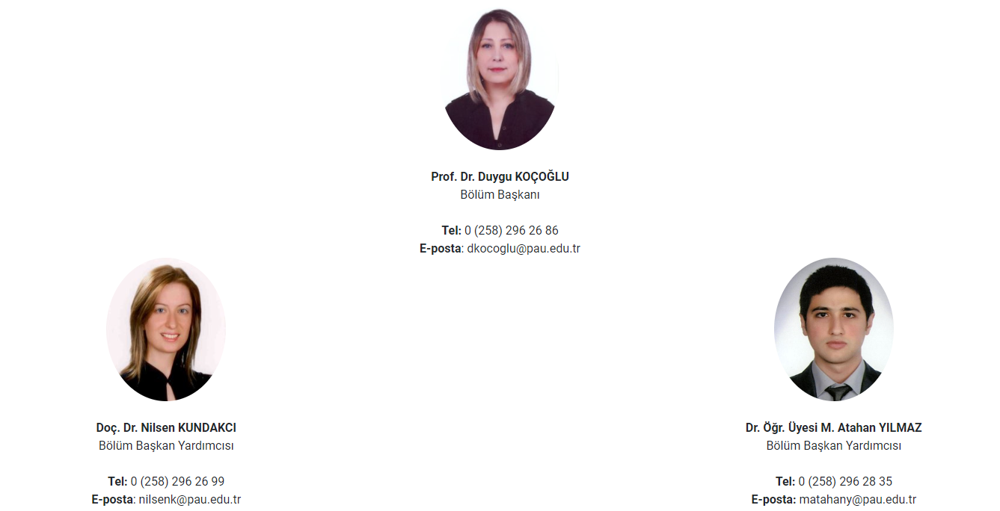 Prof. Dr. Duygu KOÇOĞLU
Bölüm Başkanı
Tel: 0 (258) 296 26 86
E-posta: dkocoglu@pau.edu.tr
Doç. Dr. Nilsen KUNDAKCI
Bölüm Başkan Yardımcısı
Tel: 0 (258) 296 26 99
E-posta: nilsenk@pau.edu.tr
Dr. Öğr. Üyesi M. Atahan YILMAZ
Bölüm Başkan Yardımcısı
Tel: 0 (258) 296 28 35
E-posta: matahany@pau.edu.tr